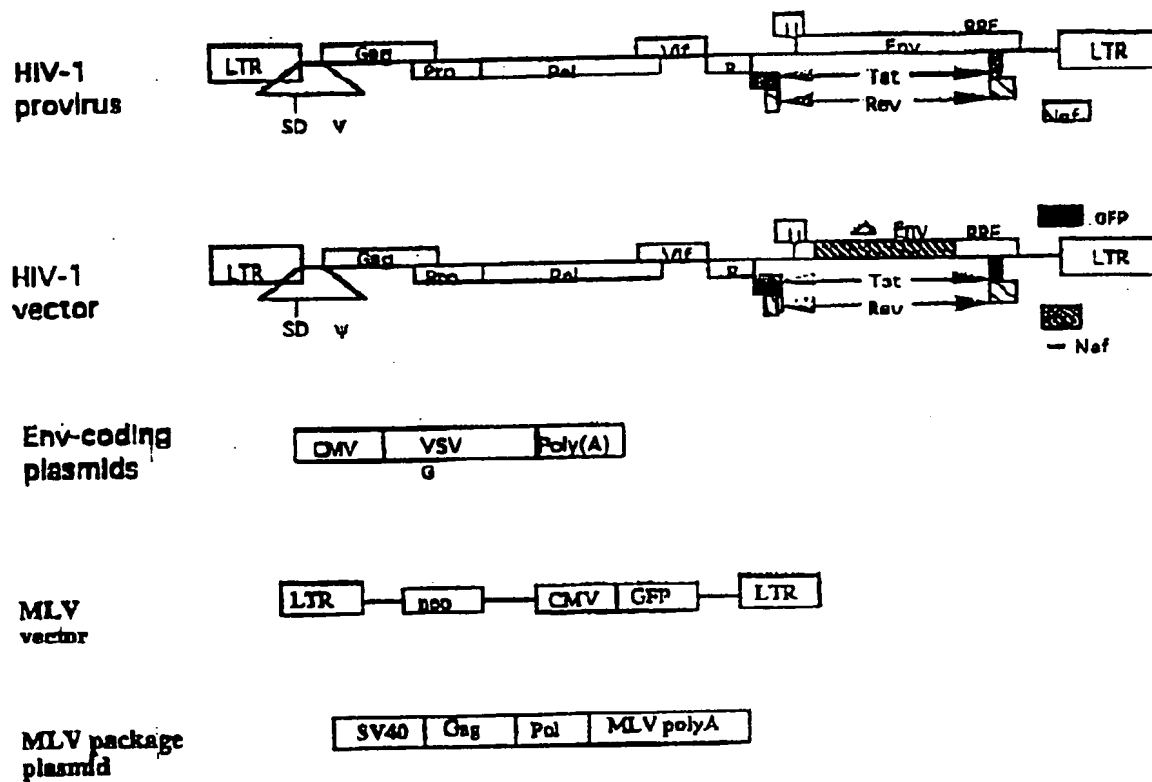 HIV-1
provirus
LTR
Gag
Pro
Pol
Vif
R
U
Env
RRE
Tat
Rev
LTR
Nef
SD
HIV-1
vector
LTR
Gag
Pro
Pol
Vif
R
U
Env
RRE
Tat
Rev
GFP
LTR
— Nef
SD ψ
Env-coding
plasmids
CMV VSV Poly(A)
G
MLV
vector
LTR neo CMV GFP LTR
MLV package
plasmid
SV40 Gag Pol MLV polyA